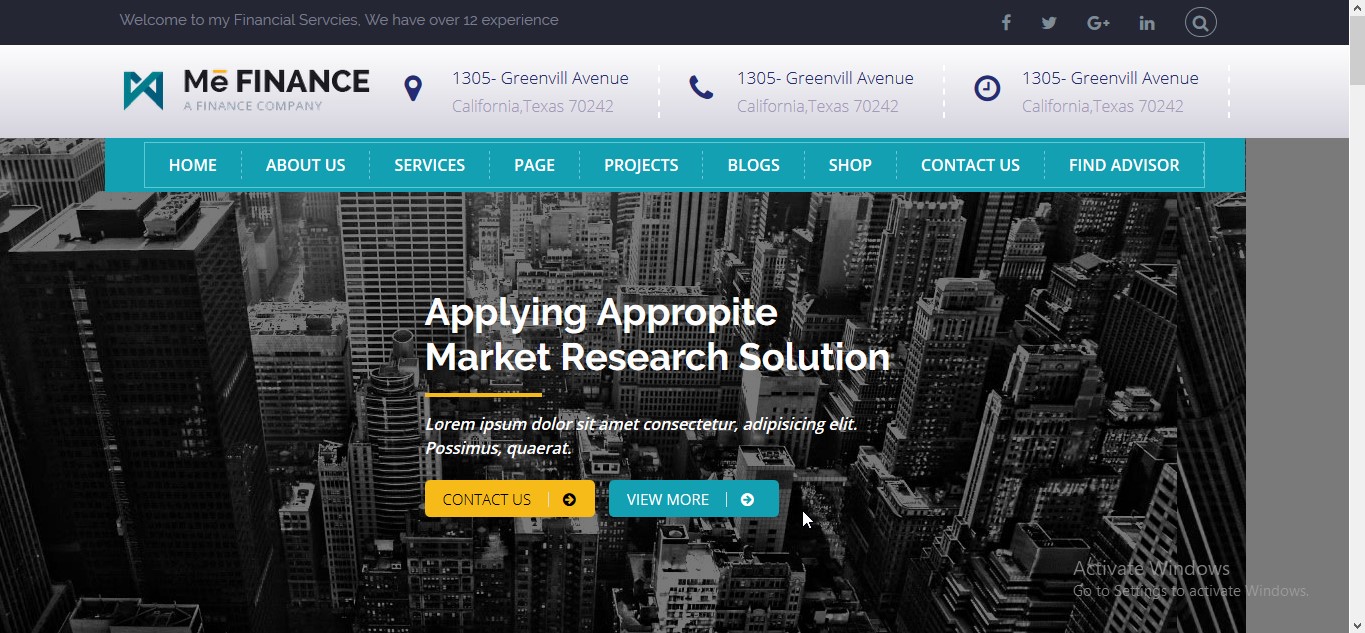 Welcome to my Financial Servcies, We have over 12 experience
Mē FINANCE
A FINANCE COMPANY
1305- Greenvill Avenue
California,Texas 70242
1305- Greenvill Avenue
California,Texas 70242
1305- Greenvill Avenue
California,Texas 70242
HOME ABOUT US SERVICES PAGE PROJECTS BLOGS SHOP CONTACT US FIND ADVISOR
Applying Appropite
Market Research Solution
Lorem ipsum dolor sit amet consectetur, adipisicing elit.
Possimus, quaerat.
CONTACT US VIEW MORE
Activate Windows
Go to Settings to activate Windows.